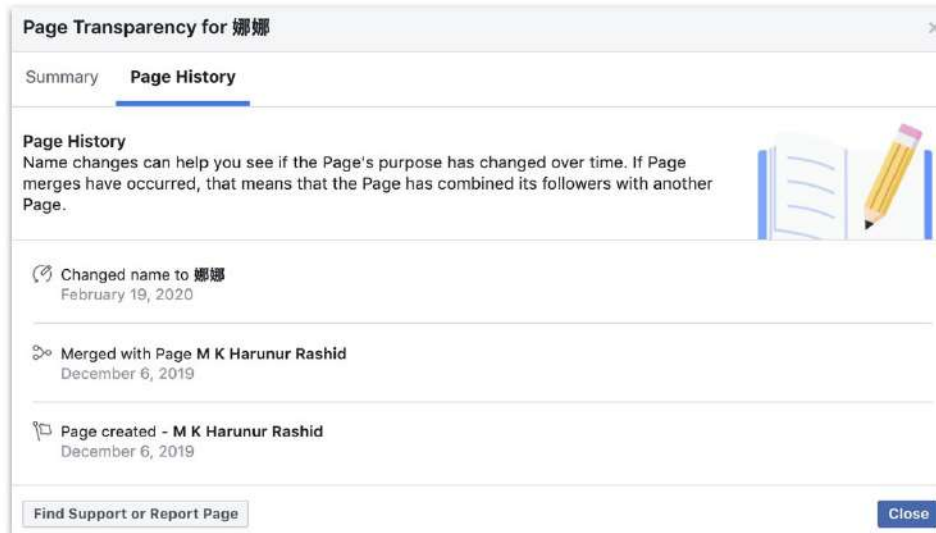 Page Transparency for 娜娜
Summary Page History
Page History
Name changes can help you see if the Page's purpose has changed over time. If Page
merges have occurred, that means that the Page has combined its followers with another
Page.
Changed name to 娜娜
February 19, 2020
Merged with Page M K Harunur Rashid
December 6, 2019
Page created - M K Harunur Rashid
December 6, 2019
Find Support or Report Page Close